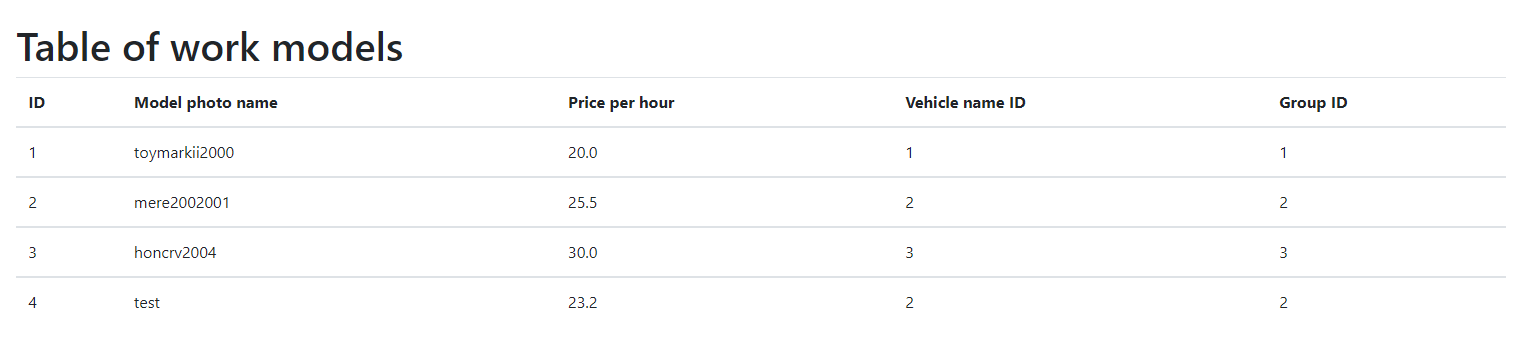 Table of work models
ID Model photo name Price per hour Vehicle name ID Group ID
1 toymarkii2000 20.0 1 1
2 mere2002001 25.5 2 2
3 honcrv2004 30.0 3 3
4 test 23.2 2 2